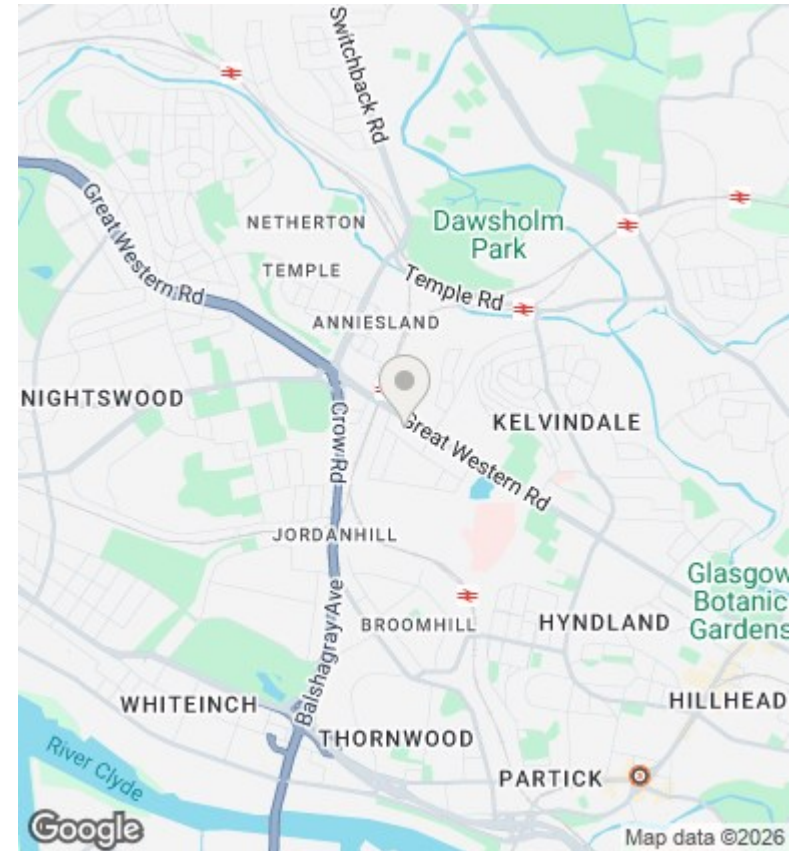 Switchback Rd
Great Western Rd
NETHERTON
Dawsholm
Park
TEMPLE
Temple Rd
ANNIESLAND
NIGHTSWOOD
Crow Rd
Great Western Rd
KELVINDALE
JORDANHILL
Glasgow
Botanic
Gardens
BROOMHILL
HYNDLAND
Balshagray Ave
WHITEINCH
HILLHEAD
THORNWOOD
River Clyde
PARTICK
Google
Map data ©2026